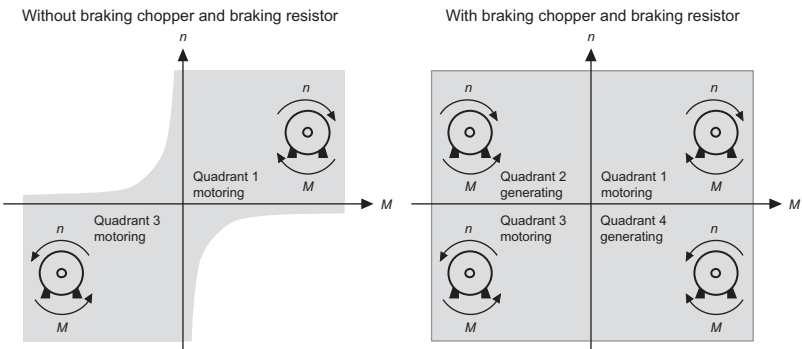 Without braking chopper and braking resistor
n
n
M
Quadrant 1
motoring
M
Quadrant 3
motoring
n
M
With braking chopper and braking resistor
n
n
n
M
Quadrant 2
generating
Quadrant 1
motoring
M
M
Quadrant 3
motoring
Quadrant 4
generating
n
n
M
M